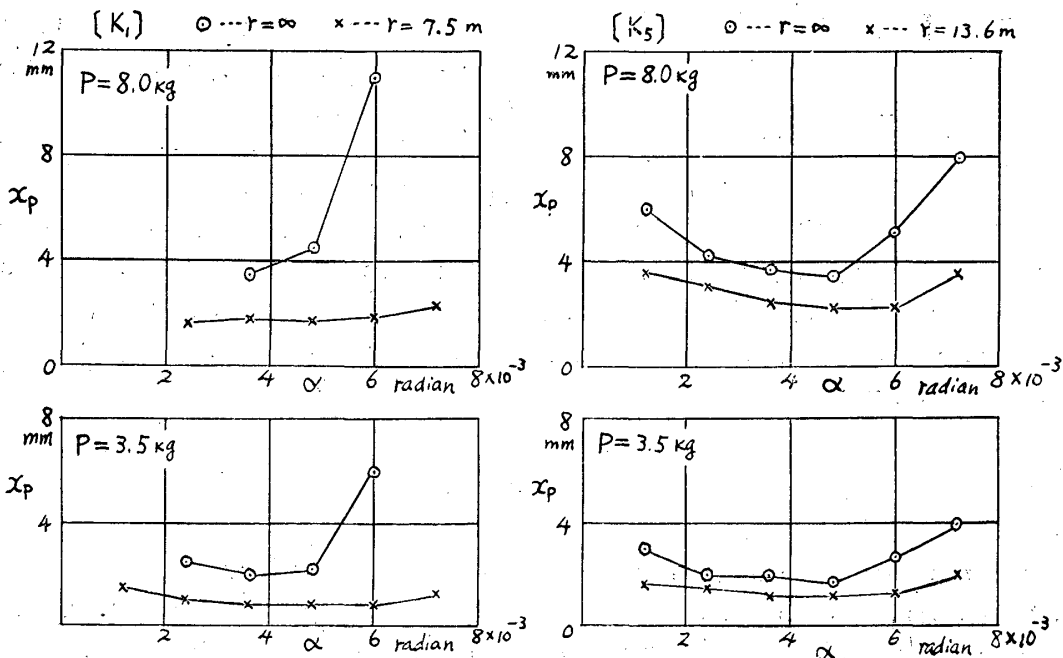 [K₁] ⊙ --- r = ∞ × --- r = 7.5 m
12
mm
P = 8.0 kg
8
xp
4
0
2 4 α 6 radian 8×10⁻³
8
mm
P = 3.5 kg
xp
4
0
2 4 α 6 radian 8×10⁻³
[K₅] ⊙ --- r = ∞ × --- r = 13.6 m
12
mm
P = 8.0 kg
8
xp
4
0
2 4 α 6 radian 8×10⁻³
8
mm
P = 3.5 kg
xp
4
0
2 4 α 6 radian 8×10⁻³